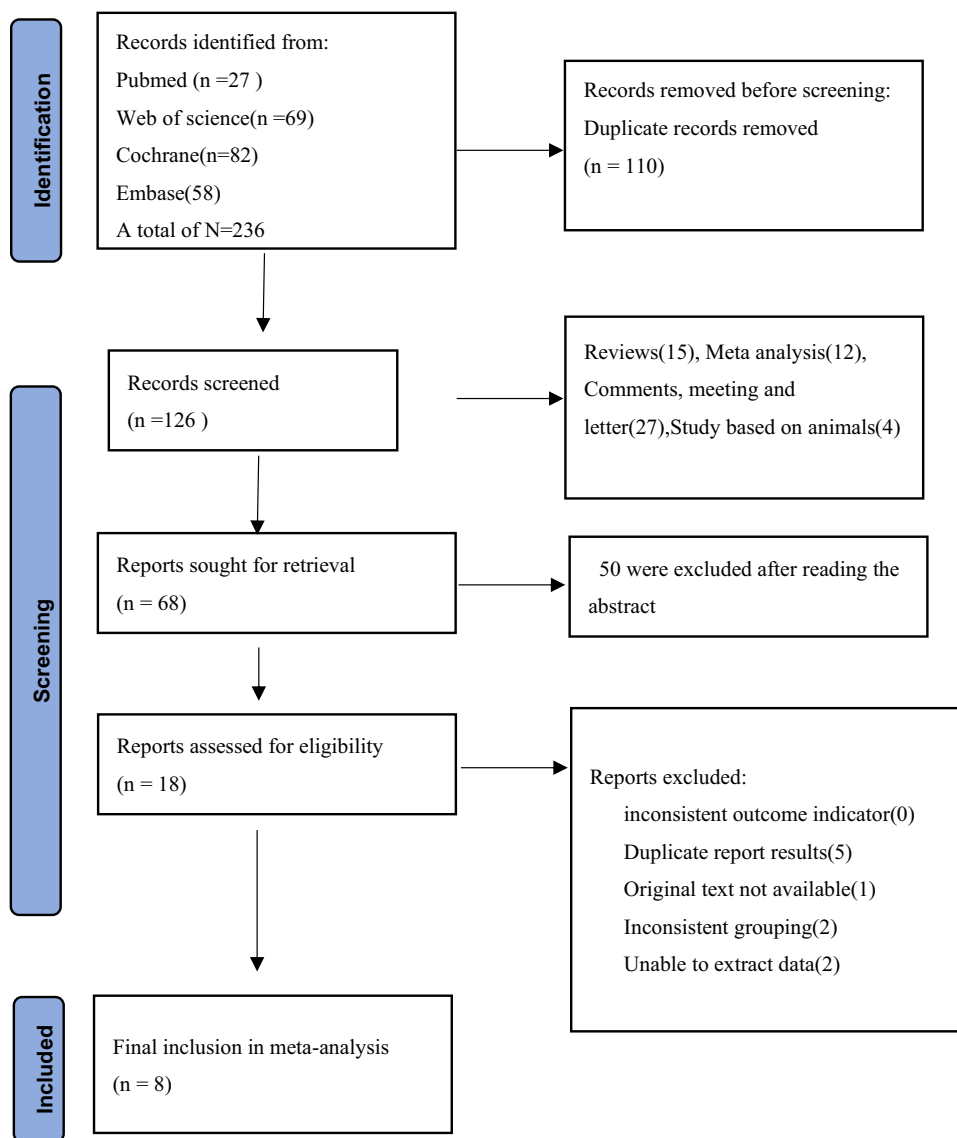 Identification
Records identified from:
Pubmed (n =27 )
Web of science(n =69)
Cochrane(n=82)
Embase(58)
A total of N=236
Records removed before screening:
Duplicate records removed
(n = 110)
Screening
Records screened
(n =126 )
Reviews(15), Meta analysis(12),
Comments, meeting and
letter(27),Study based on animals(4)
Reports sought for retrieval
(n = 68)
50 were excluded after reading the
abstract
Reports assessed for eligibility
(n = 18)
Reports excluded:
inconsistent outcome indicator(0)
Duplicate report results(5)
Original text not available(1)
Inconsistent grouping(2)
Unable to extract data(2)
Included
Final inclusion in meta-analysis
(n = 8)